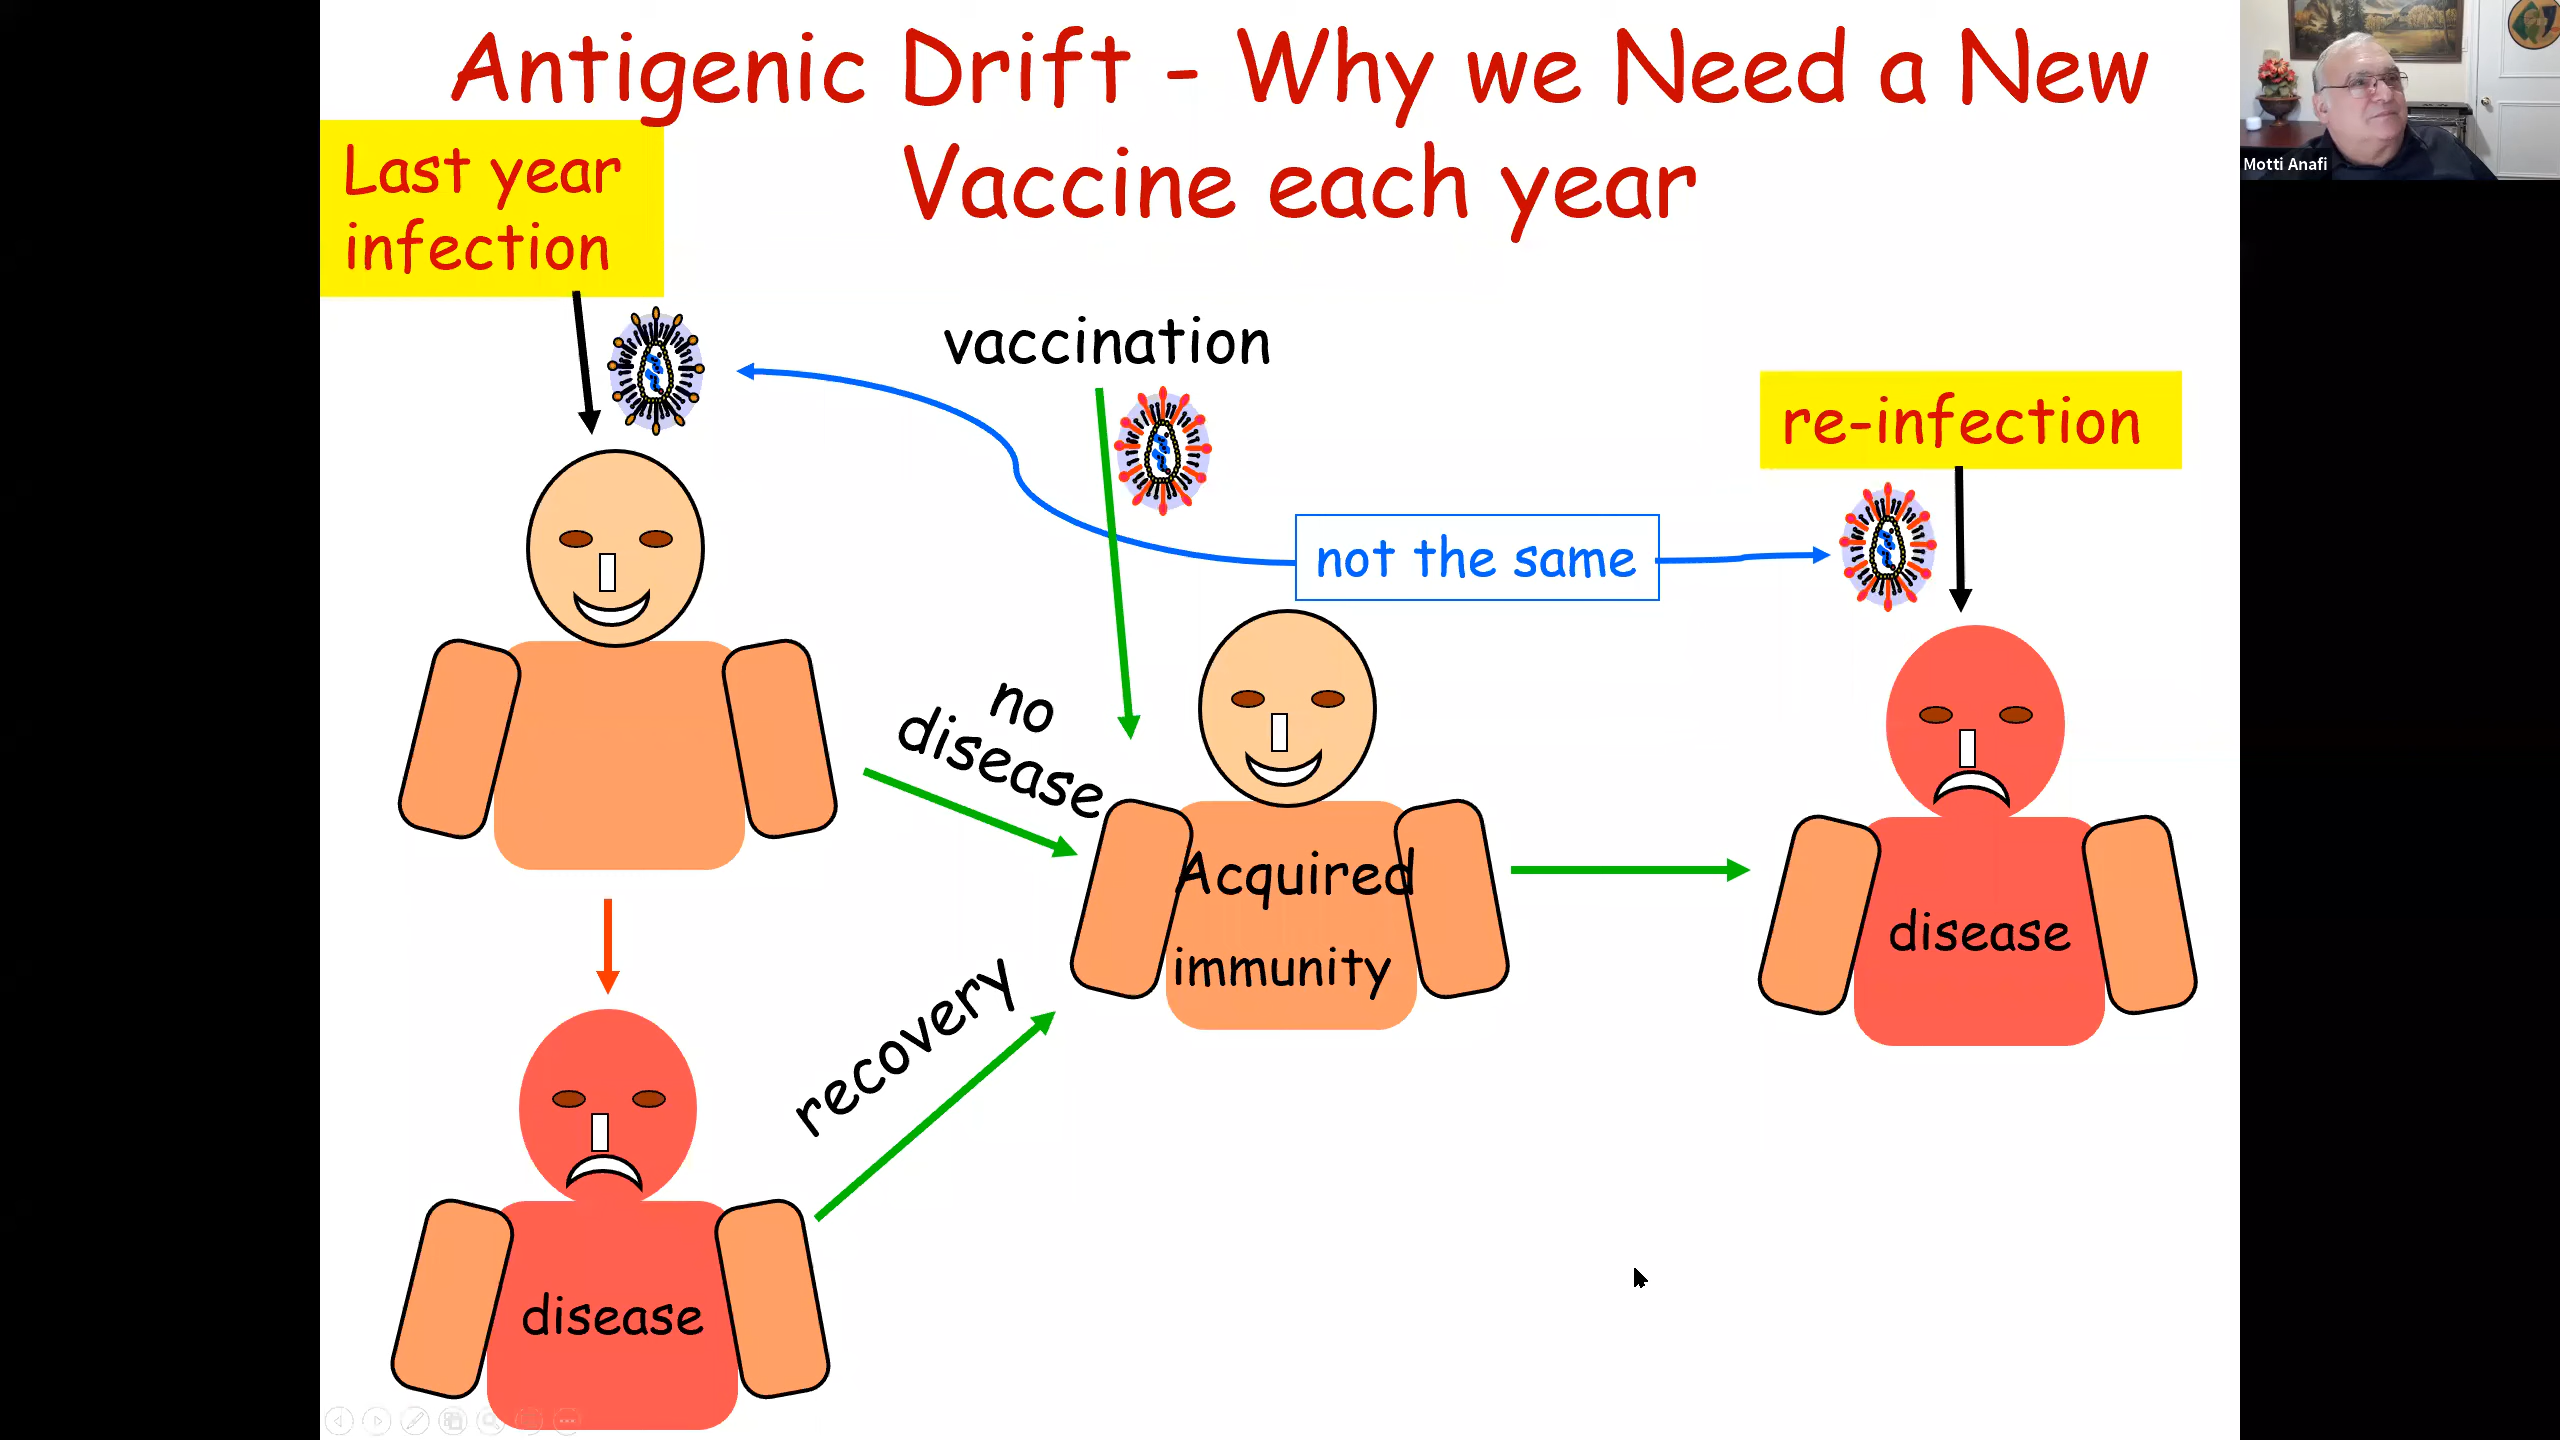 Antigenic Drift - Why we Need a New
Vaccine each year
Motti Anafi
Last year
infection
vaccination
re-infection
not the same
no
disease
Acquired
immunity
disease
recovery
disease